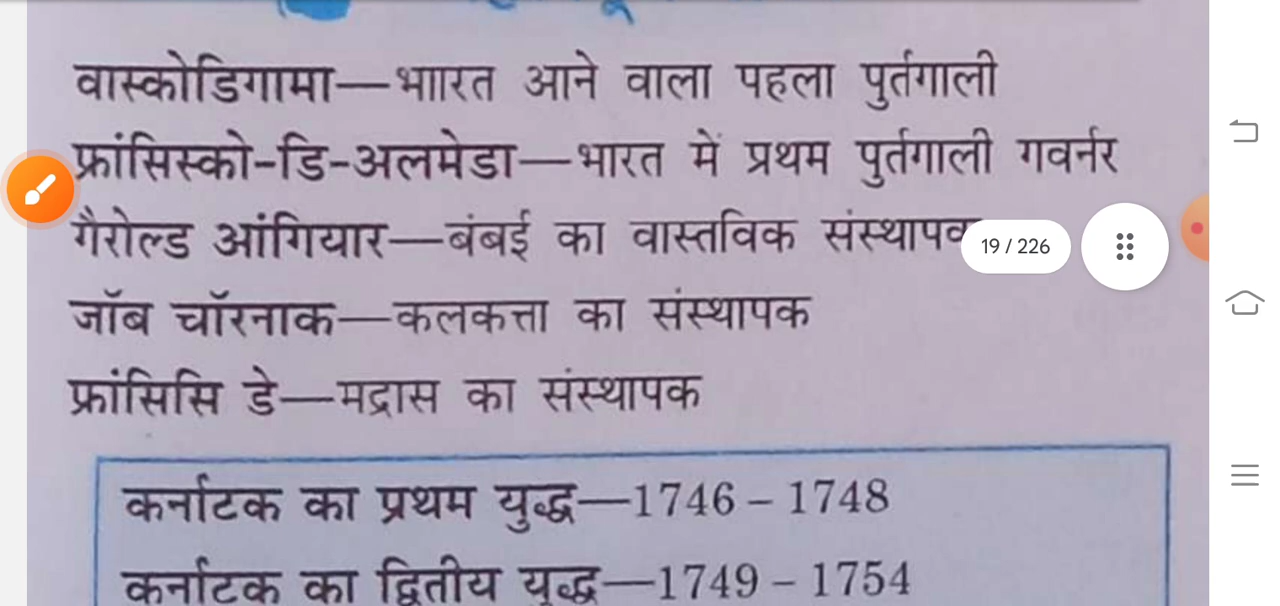 वास्कोडिगामा—भाारत आने वाला पहला पुर्तगाली
फ्रांसिस्को-डि-अलमेडा—भारत में प्रथम पुर्तगाली गवर्नर
गैरोल्ड आंगियार—बंबई का वास्तविक
19 / 226
जॉब चॉरनाक—कलकत्ता का संस्थापक
फ्रांसिसि डे—मद्रास का संस्थापक
कर्नाटक का प्रथम युद्ध—1746 – 1748
कर्नाटक का द्वितीय युद्ध—1749 – 1754